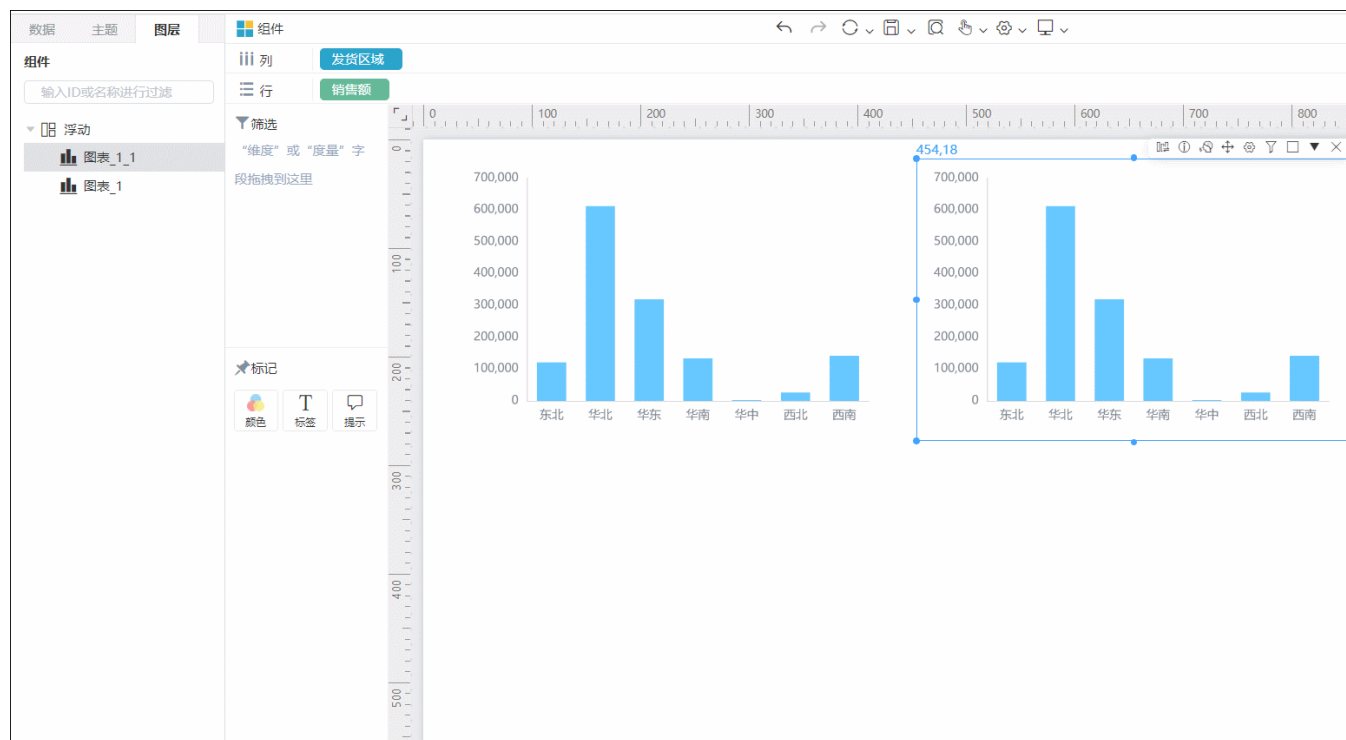 数据 主题 图层
组件
列 发货区域
行 销售额
组件
输入ID或名称进行过滤
浮动
图表_1_1
图表_1
筛选
“维度”或“度量”字
段拖拽到这里
标记
颜色 T 标签 提示
0 100 200 300 400 500 600 700 800
0
100
200
300
400
500
700,000
600,000
500,000
400,000
300,000
200,000
100,000
0
东北 华北 华东 华南 华中 西北 西南
454,18
700,000
600,000
500,000
400,000
300,000
200,000
100,000
0
东北 华北 华东 华南 华中 西北 西南